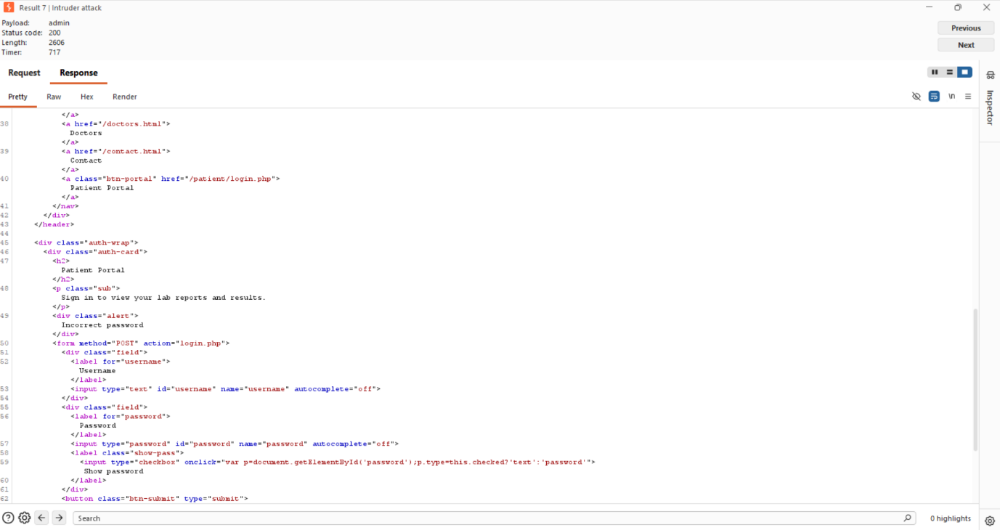 Result 7 | Intruder attack
Payload: admin
Status code: 200
Length: 2606
Timer: 717
Previous
Next
Request Response
Pretty Raw Hex Render
\n
Inspector
</a>
38 <a href="/doctors.html">
Doctors
</a>
39 <a href="/contact.html">
Contact
</a>
40 <a class="btn-portal" href="/patient/login.php">
Patient Portal
</a>
41 </nav>
42 </div>
43 </header>
44
45 <div class="auth-wrap">
46 <div class="auth-card">
47 <h2>
Patient Portal
</h2>
48 <p class="sub">
Sign in to view your lab reports and results.
</p>
49 <div class="alert">
Incorrect password
</div>
50 <form method="POST" action="login.php">
51 <div class="field">
52 <label for="username">
Username
</label>
53 <input type="text" id="username" name="username" autocomplete="off">
54 </div>
55 <div class="field">
56 <label for="password">
Password
</label>
57 <input type="password" id="password" name="password" autocomplete="off">
58 <label class="show-pass">
59 <input type="checkbox" onclick="var p=document.getElementById('password');p.type=this.checked?'text':'password'">
Show password
60 </label>
61 </div>
62 <button class="btn-submit" type="submit">
Search
0 highlights